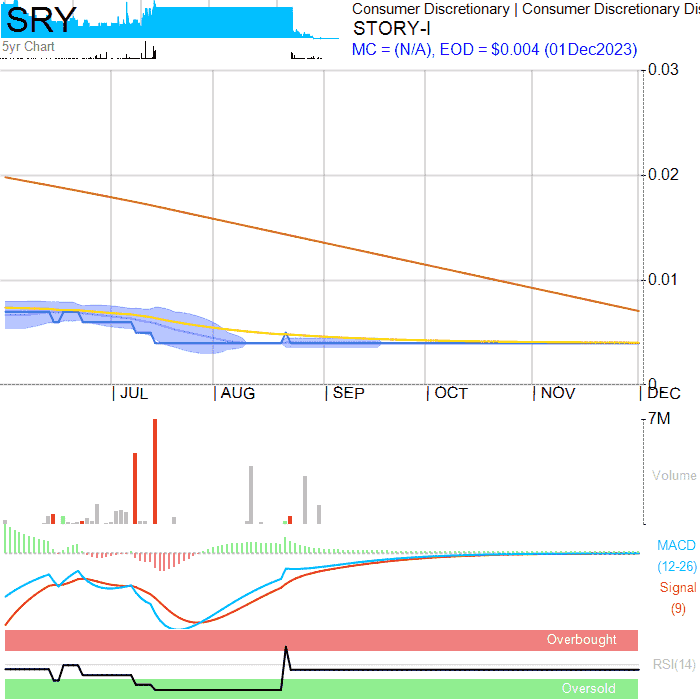 SRY
5yr Chart
Consumer Discretionary | Consumer Discretionary Dis
STORY-I
MC = (N/A), EOD = $0.004 (01Dec2023)
0.03
0.02
0.01
0
| JUL | AUG | SEP | OCT | NOV | DEC
7M
Volume
MACD
(12-26)
Signal
(9)
Overbought
RSI(14)
Oversold